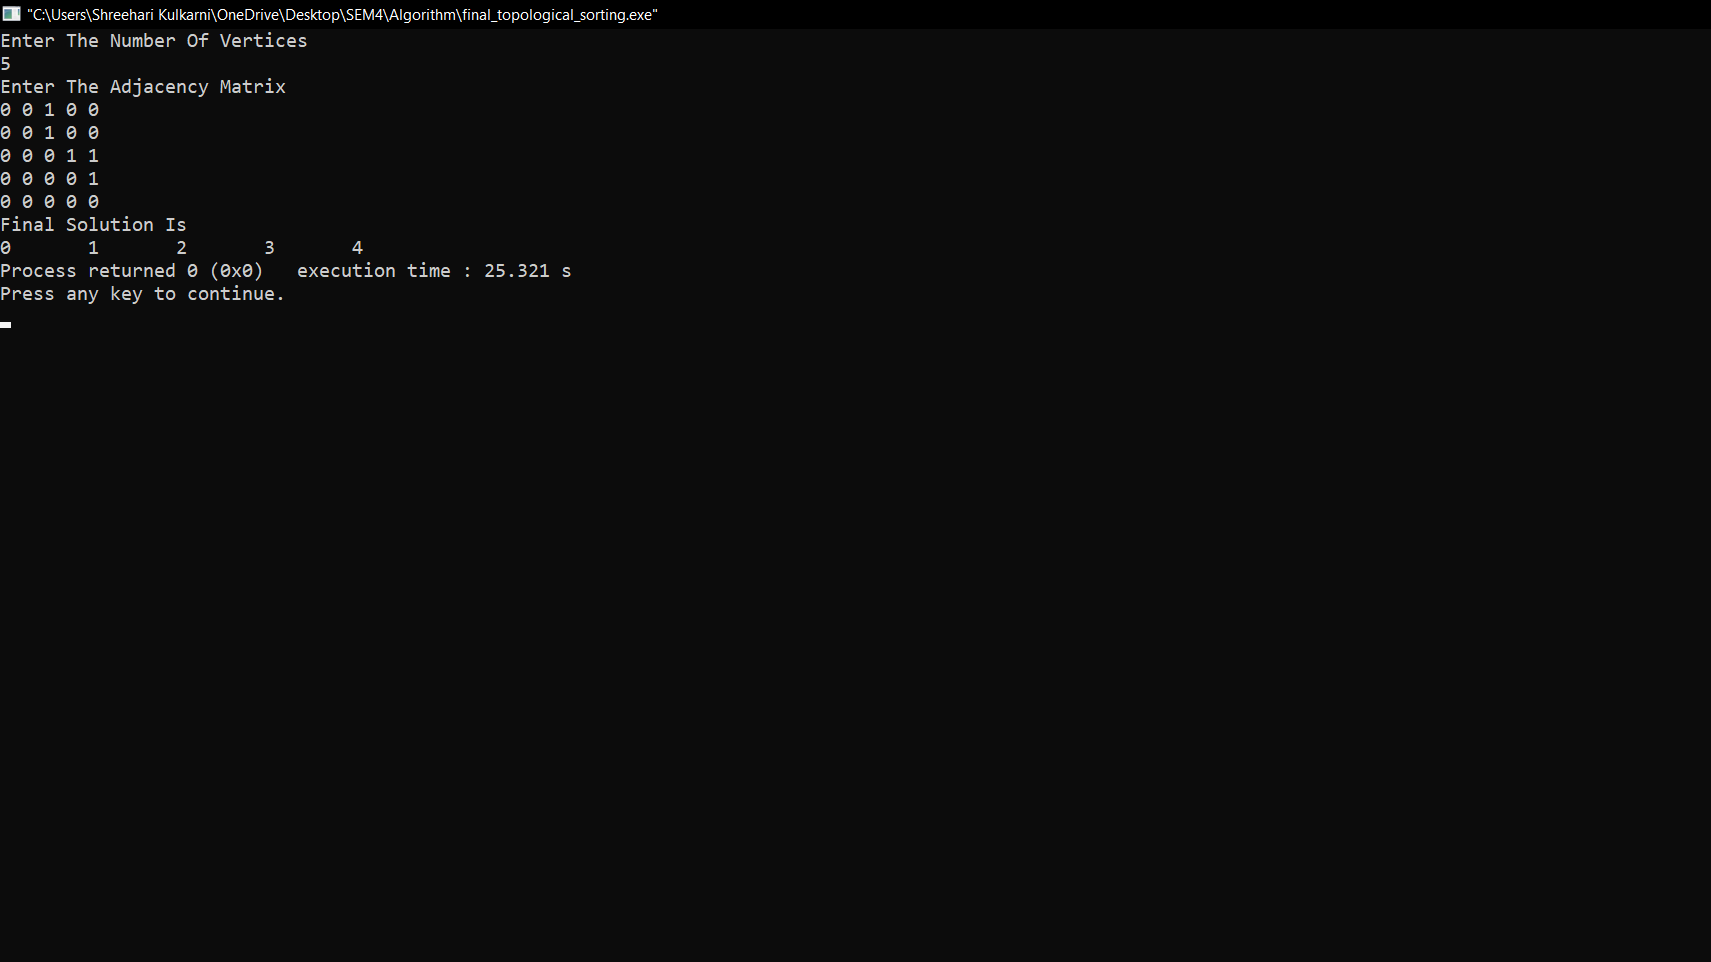 "C:\Users\Shreehari Kulkarni\OneDrive\Desktop\SEM4\Algorithm\final_topological_sorting.exe"
Enter The Number Of Vertices
5
Enter The Adjacency Matrix
0 0 1 0 0
0 0 1 0 0
0 0 0 1 1
0 0 0 0 1
0 0 0 0 0
Final Solution Is
0       1       2       3       4
Process returned 0 (0x0)   execution time : 25.321 s
Press any key to continue.